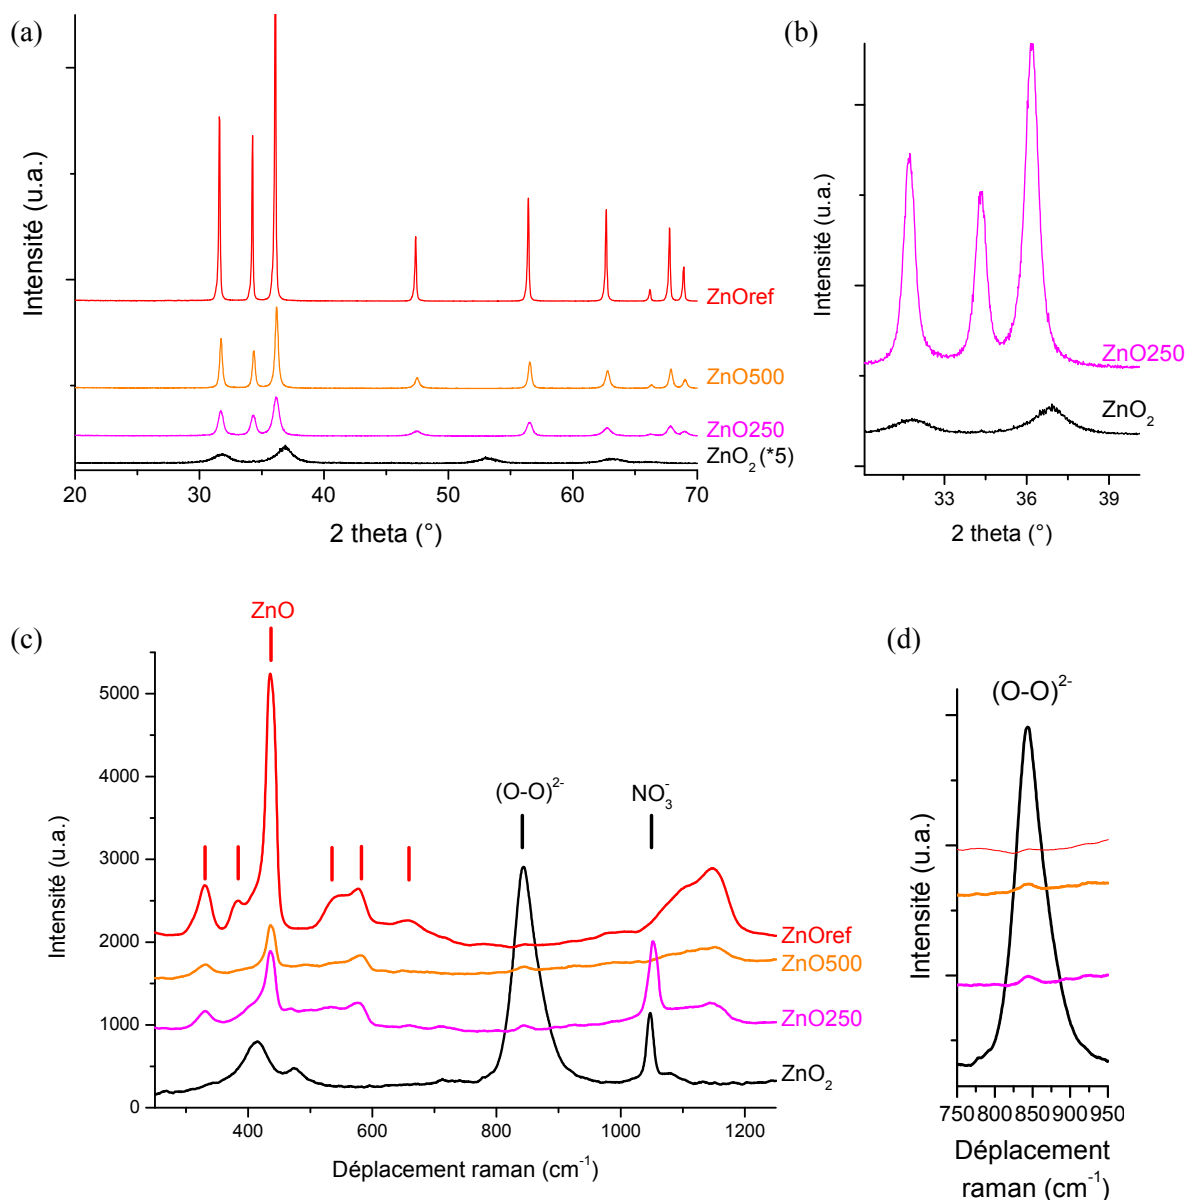 (a)
Intensité (u.a.)
ZnOref
ZnO500
ZnO250
ZnO₂ (*5)
20 30 40 50 60 70
2 theta (°)
(b)
Intensité (u.a.)
ZnO250
ZnO₂
33 36 39
2 theta (°)
(c)
ZnO
(O-O)²⁻
NO₃⁻
Intensité (u.a.)
5000
4000
3000
2000
1000
0
ZnOref
ZnO500
ZnO250
ZnO₂
400 600 800 1000 1200
Déplacement raman (cm⁻¹)
(d)
(O-O)²⁻
Intensité (u.a.)
750 800 850 900 950
Déplacement
raman (cm⁻¹)